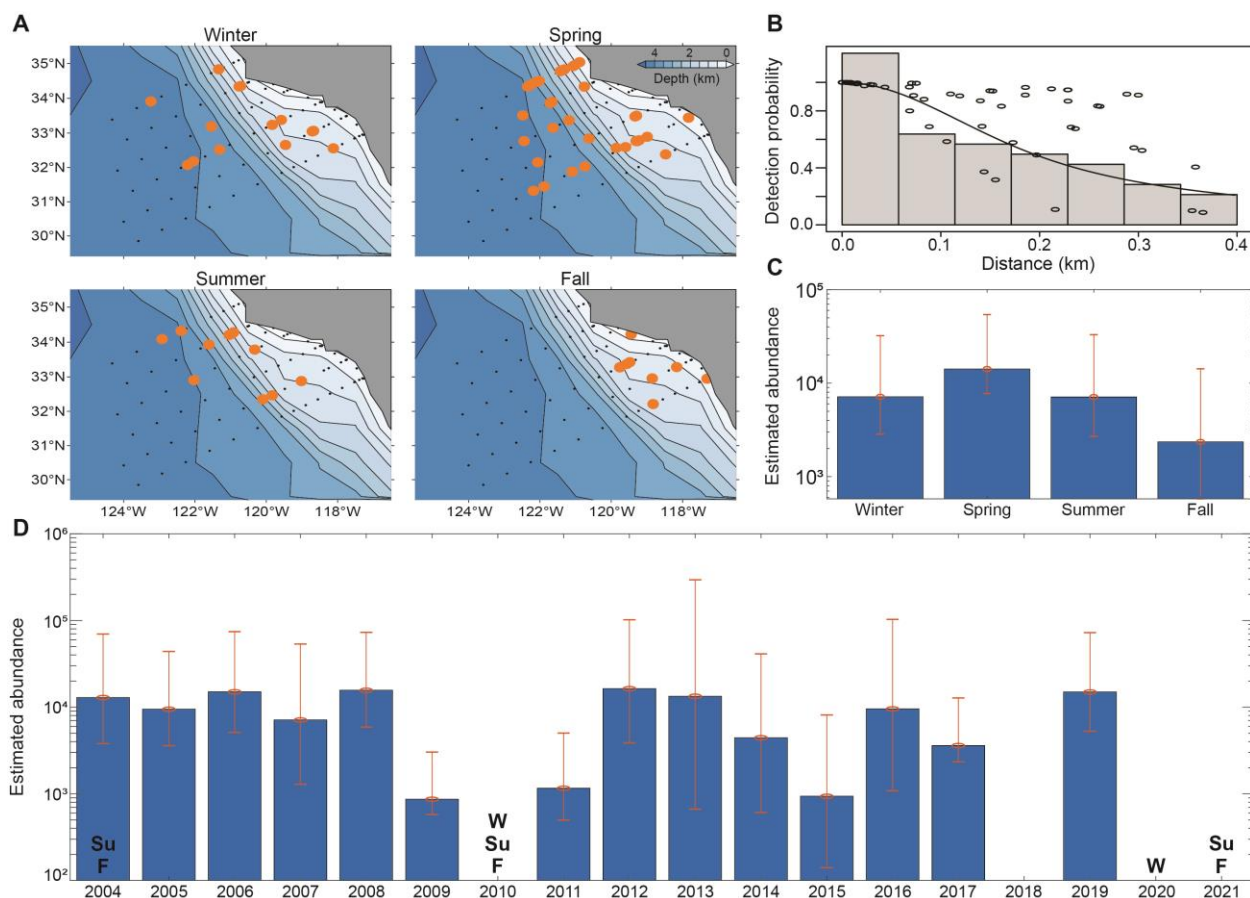 A
Winter
Spring
4 2 0
Depth (km)
35°N
34°N
33°N
32°N
31°N
30°N
Summer
Fall
35°N
34°N
33°N
32°N
31°N
30°N
124°W 122°W 120°W 118°W
124°W 122°W 120°W 118°W
B
Detection probability
0.8
0.4
0.0
0.0 0.1 0.2 0.3 0.4
Distance (km)
C
Estimated abundance
10⁵
10⁴
10³
Winter Spring Summer Fall
D
Estimated abundance
10⁶
10⁵
10⁴
10³
10²
Su
F
W
Su
F
W
Su
F
2004 2005 2006 2007 2008 2009 2010 2011 2012 2013 2014 2015 2016 2017 2018 2019 2020 2021